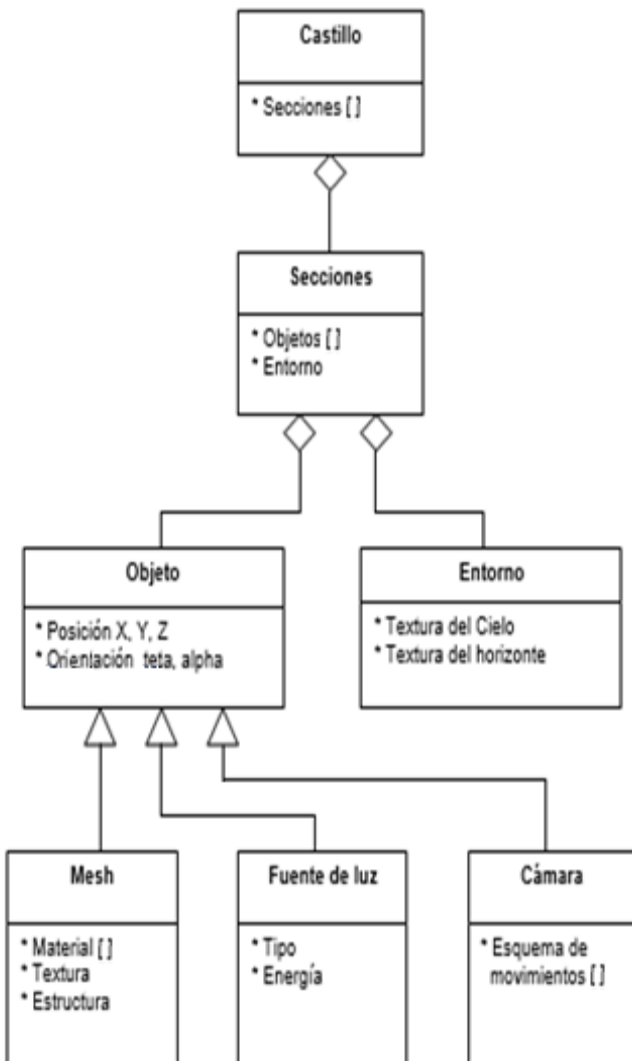 Castillo
* Secciones [ ]
Secciones
* Objetos [ ]
* Entorno
Objeto
* Posición X, Y, Z
* Orientación teta, alpha
Entorno
* Textura del Cielo
* Textura del horizonte
Mesh
* Material [ ]
* Textura
* Estructura
Fuente de luz
* Tipo
* Energía
Cámara
* Esquema de
movimientos [ ]